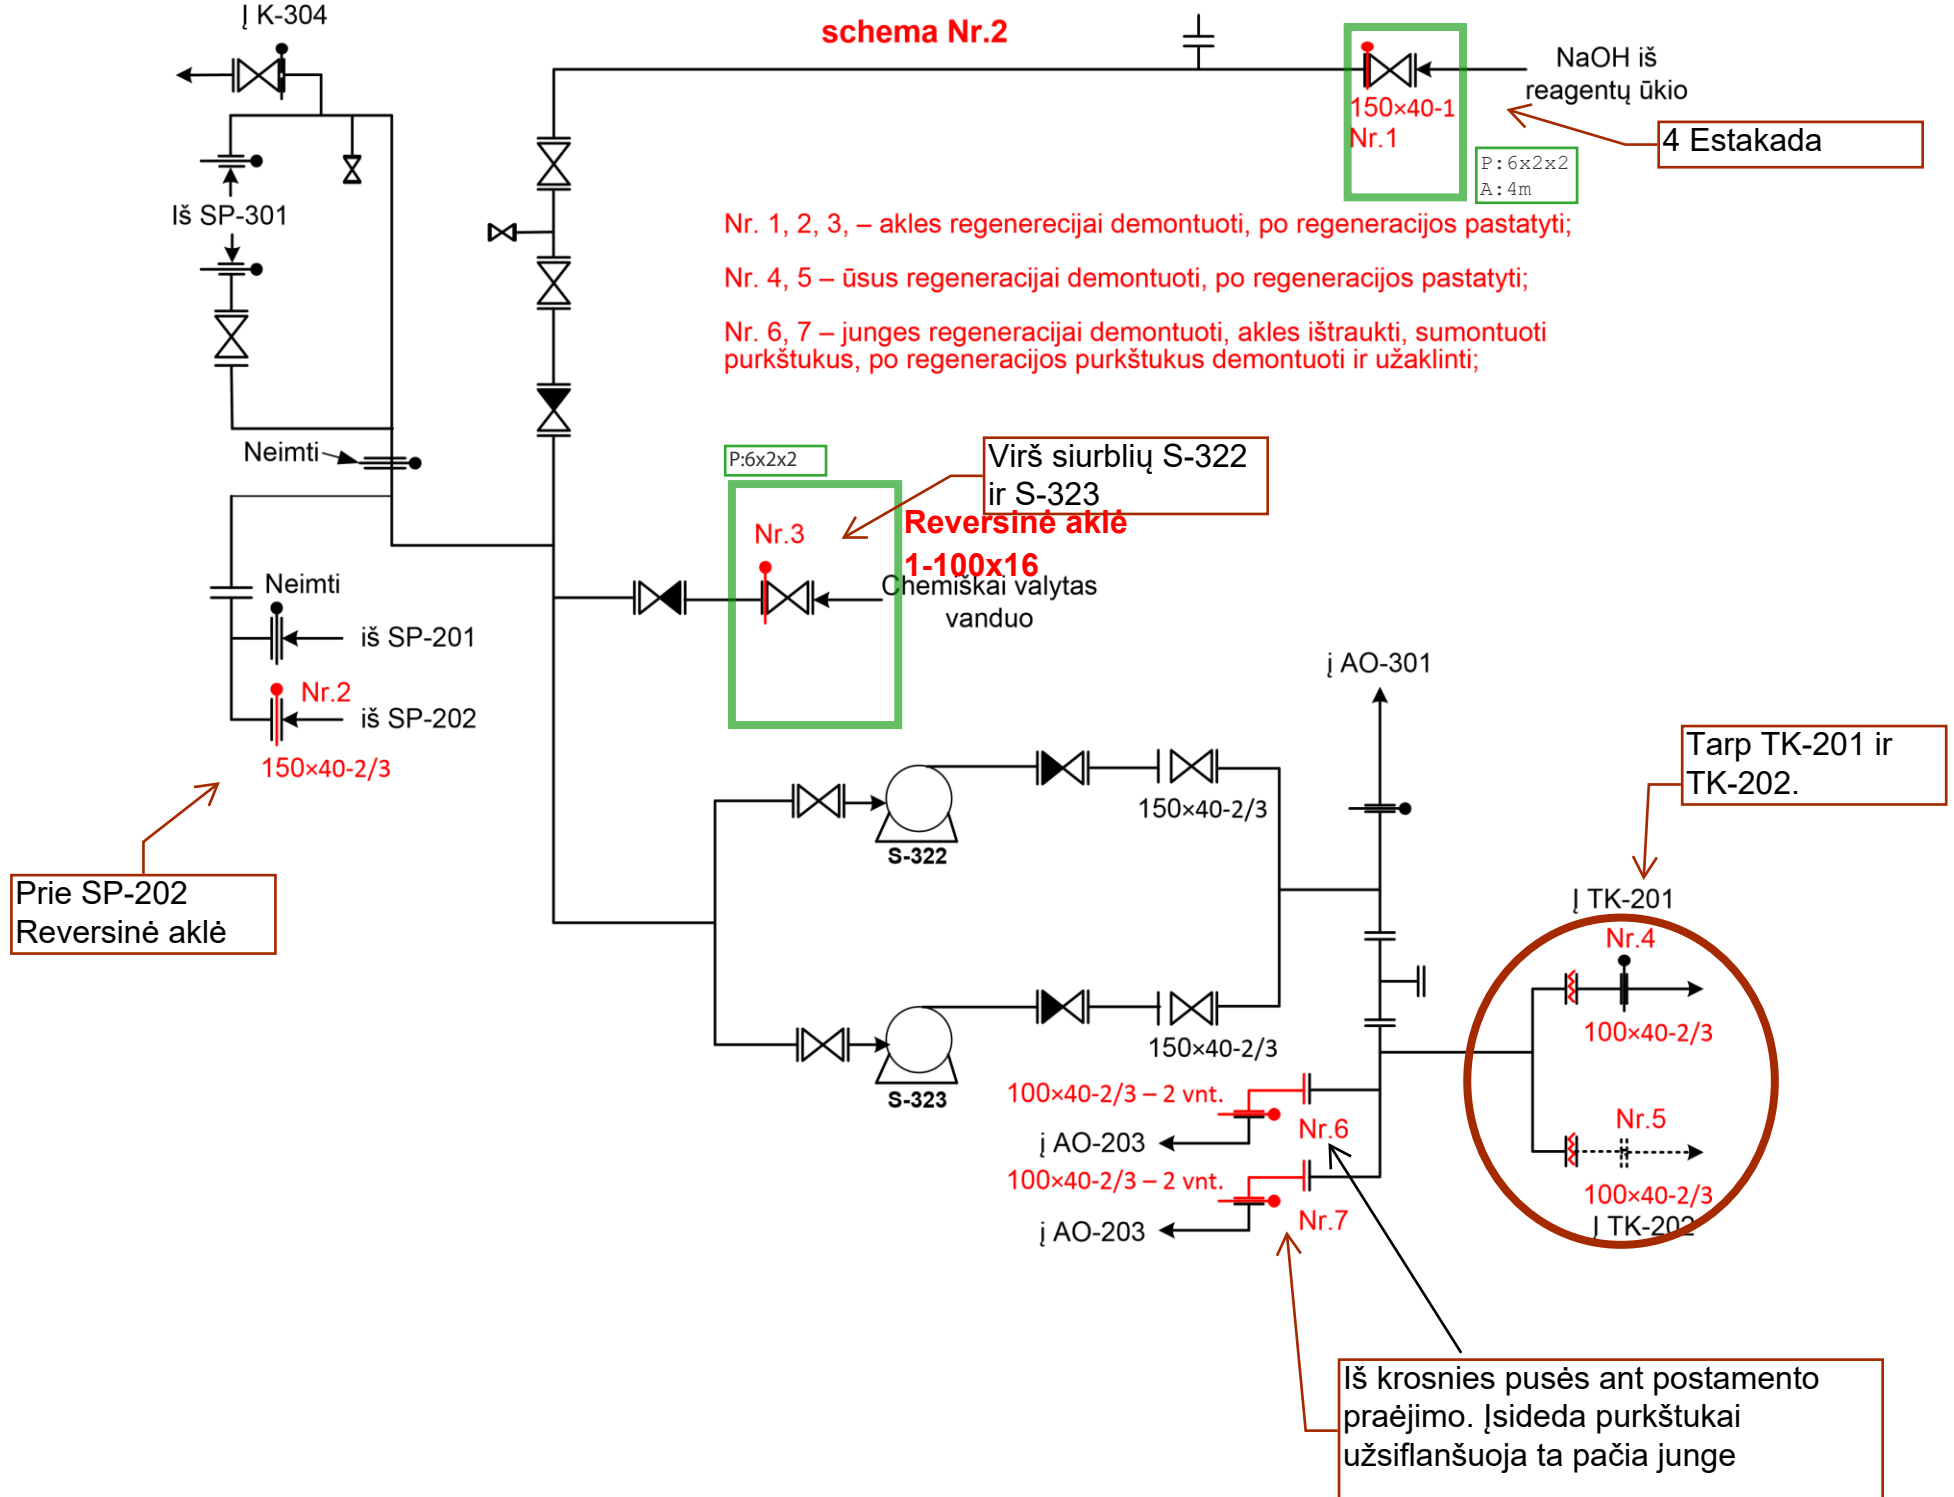 Į K-304
schema Nr.2
NaOH iš
reagentų ūkio
150×40-1
Nr.1
4 Estakada
P:6x2x2
A:4m
Iš SP-301
Nr. 1, 2, 3, – akles regenerecijai demontuoti, po regeneracijos pastatyti;
Nr. 4, 5 – ūsus regeneracijai demontuoti, po regeneracijos pastatyti;
Nr. 6, 7 – junges regeneracijai demontuoti, akles ištraukti, sumontuoti
purkštukus, po regeneracijos purkštukus demontuoti ir užaklinti;
Neimti
P:6x2x2
Virš siurblių S-322
ir S-323
Nr.3
Reversinė aklė
1-100x16
Chemiškai valytas
vanduo
Neimti
iš SP-201
Nr.2
iš SP-202
150×40-2/3
į AO-301
Tarp TK-201 ir
TK-202.
150×40-2/3
S-322
Prie SP-202
Reversinė aklė
Į TK-201
Nr.4
100×40-2/3
150×40-2/3
S-323
100×40-2/3 – 2 vnt.
Nr.6
į AO-203
Nr.5
100×40-2/3 – 2 vnt.
100×40-2/3
Į TK-202
Nr.7
į AO-203
Iš krosnies pusės ant postamento
praėjimo. Įsideda purkštukai
užsiflanšuoja ta pačia junge